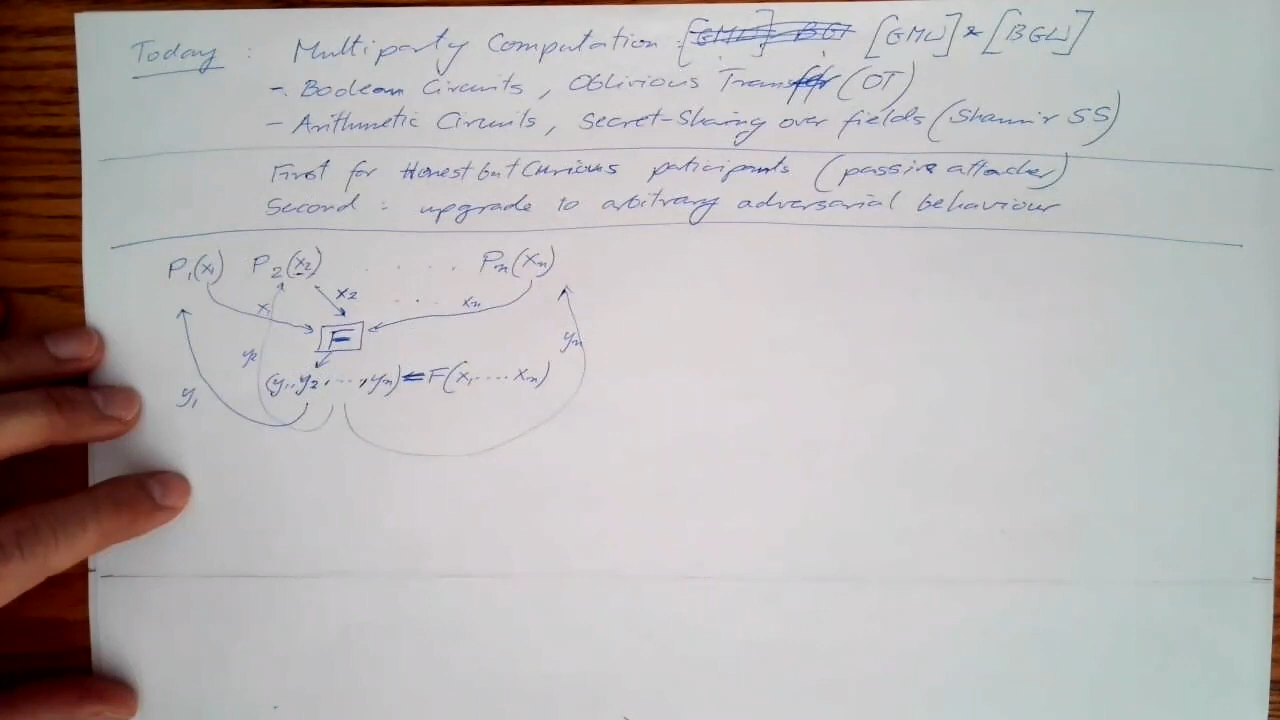 Today : Multiparty Computation : [GMW] BGW [GMW] * [BGW]
- Boolean Circuits, Oblivious Transfer (OT)
- Arithmetic Circuits, Secret-Sharing over fields (Shamir SS)
First for Honest but Curious participants (passive attacker)
Second : upgrade to arbitrary adversarial behaviour
P₁(x₁) P₂(x₂) . . . . Pₙ(xₙ)
x₁ x₂ . . . xₙ
F
y₂ yₙ
(y₁, y₂, ..., yₙ) ⇐ F(x₁ .... xₙ)
y₁